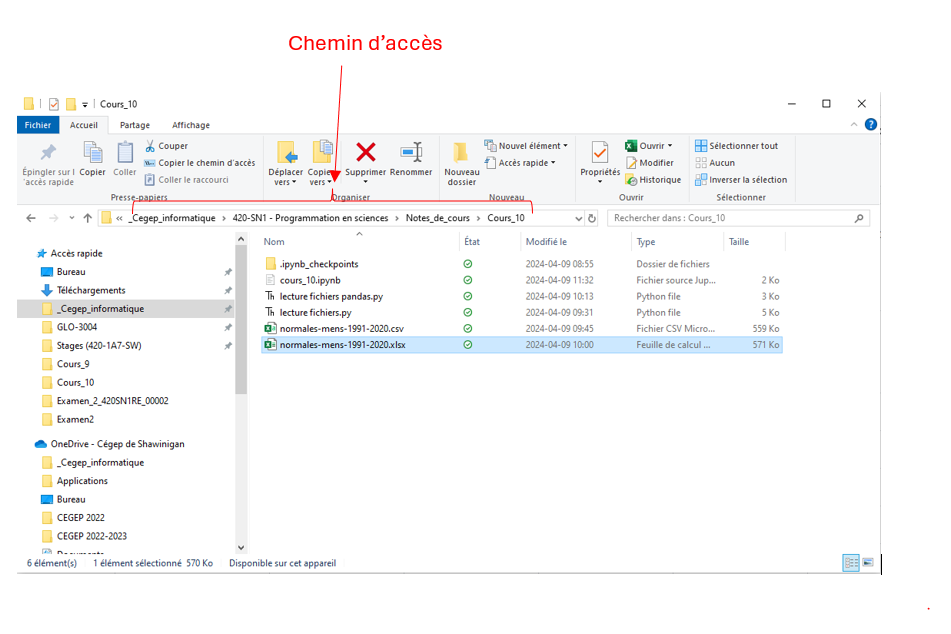 Chemin d'accès
Cours_10
Fichier Accueil Partage Affichage
Épingler sur l'accès rapide
Copier
Coller
Couper
Copier le chemin d'accès
Coller le raccourci
Presse-papiers
Déplacer vers
Copier vers
Supprimer
Renommer
Organiser
Nouveau dossier
Nouvel élément
Accès rapide
Nouveau
Propriétés
Ouvrir
Modifier
Historique
Ouvrir
Sélectionner tout
Aucun
Inverser la sélection
Sélectionner
« _Cegep_informatique > 420-SN1 - Programmation en sciences > Notes_de_cours > Cours_10
Rechercher dans : Cours_10
Accès rapide
Bureau
Téléchargements
_Cegep_informatique
GLO-3004
Stages (420-1A7-SW)
Cours_9
Cours_10
Examen_2_420SN1RE_00002
Examen2
OneDrive - Cégep de Shawinigan
_Cegep_informatique
Applications
Bureau
CEGEP 2022
CEGEP 2022-2023
Documents
Nom État Modifié le Type Taille
.ipynb_checkpoints 2024-04-09 08:55 Dossier de fichiers
cours_10.ipynb 2024-04-09 11:32 Fichier source Jup... 2 Ko
lecture fichiers pandas.py 2024-04-09 10:13 Python file 3 Ko
lecture fichiers.py 2024-04-09 09:31 Python file 5 Ko
normales-mens-1991-2020.csv 2024-04-09 09:45 Fichier CSV Micro... 559 Ko
normales-mens-1991-2020.xlsx 2024-04-09 10:00 Feuille de calcul ... 571 Ko
6 élément(s) 1 élément sélectionné 570 Ko Disponible sur cet appareil